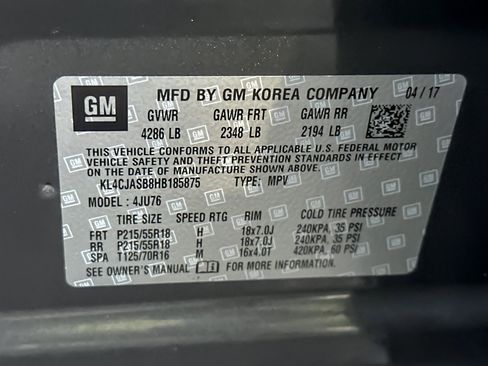 GM MFD BY GM KOREA COMPANY 04/17
GVWR GAWR FRT GAWR RR
4286 LB 2348 LB 2194 LB
THIS VEHICLE CONFORMS TO ALL APPLICABLE U.S. FEDERAL MOTOR
VEHICLE SAFETY AND THEFT PREVENTION STANDARDS IN EFFECT
ON THE DATE OF MANUFACTURE SHOWN ABOVE.
KL4CJASB8HB185875 TYPE: MPV
MODEL : 4JU76
TIRE SIZE SPEED RTG RIM COLD TIRE PRESSURE
FRT P215/55R18 H 18x7.0J 240KPA, 35 PSI
RR P215/55R18 H 18x7.0J 240KPA, 35 PSI
SPA T125/70R16 M 16x4.0T 420KPA, 60 PSI
SEE OWNER'S MANUAL FOR MORE INFORMATION.